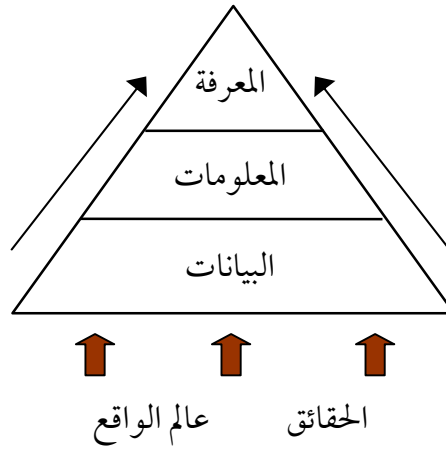 المعرفة
المعلومات
البيانات
الحقائق عالم الواقع